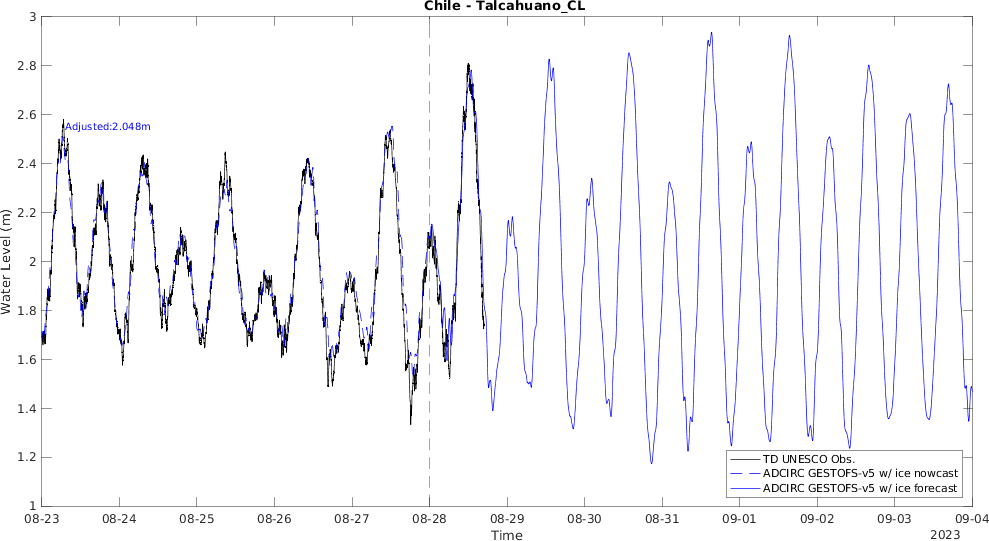 Chile - Talcahuano_CL
3
2.8
2.6
2.4
2.2
2
1.8
1.6
1.4
1.2
1
Water Level (m)
Adjusted:2.048m
TD UNESCO Obs.
ADCIRC GESTOFS-v5 w/ ice nowcast
ADCIRC GESTOFS-v5 w/ ice forecast
08-23 08-24 08-25 08-26 08-27 08-28 08-29 08-30 08-31 09-01 09-02 09-03 09-04
Time
2023